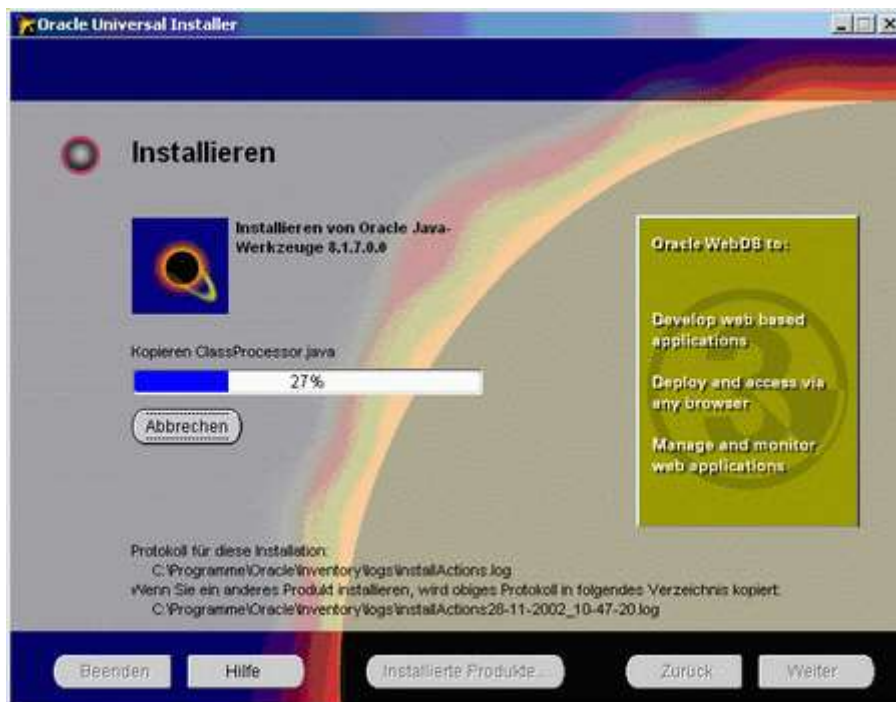 Oracle Universal Installer
Installieren
Installieren von Oracle Java-
Werkzeuge 8.1.7.0.0
Kopieren ClassProcessor.java
27%
Abbrechen
Oracle WebDB to:
Develop web based
applications
Deploy and access via
any browser
Manage and monitor
web applications
Protokoll für diese Installation:
C:\Programme\Oracle\Inventory\logs\installActions.log
Wenn Sie ein anderes Produkt installieren, wird obiges Protokoll in folgendes Verzeichnis kopiert:
C:\Programme\Oracle\Inventory\logs\installActions28-11-2002_10-47-20.log
Beenden
Hilfe
Installierte Produkte...
Zurück
Weiter